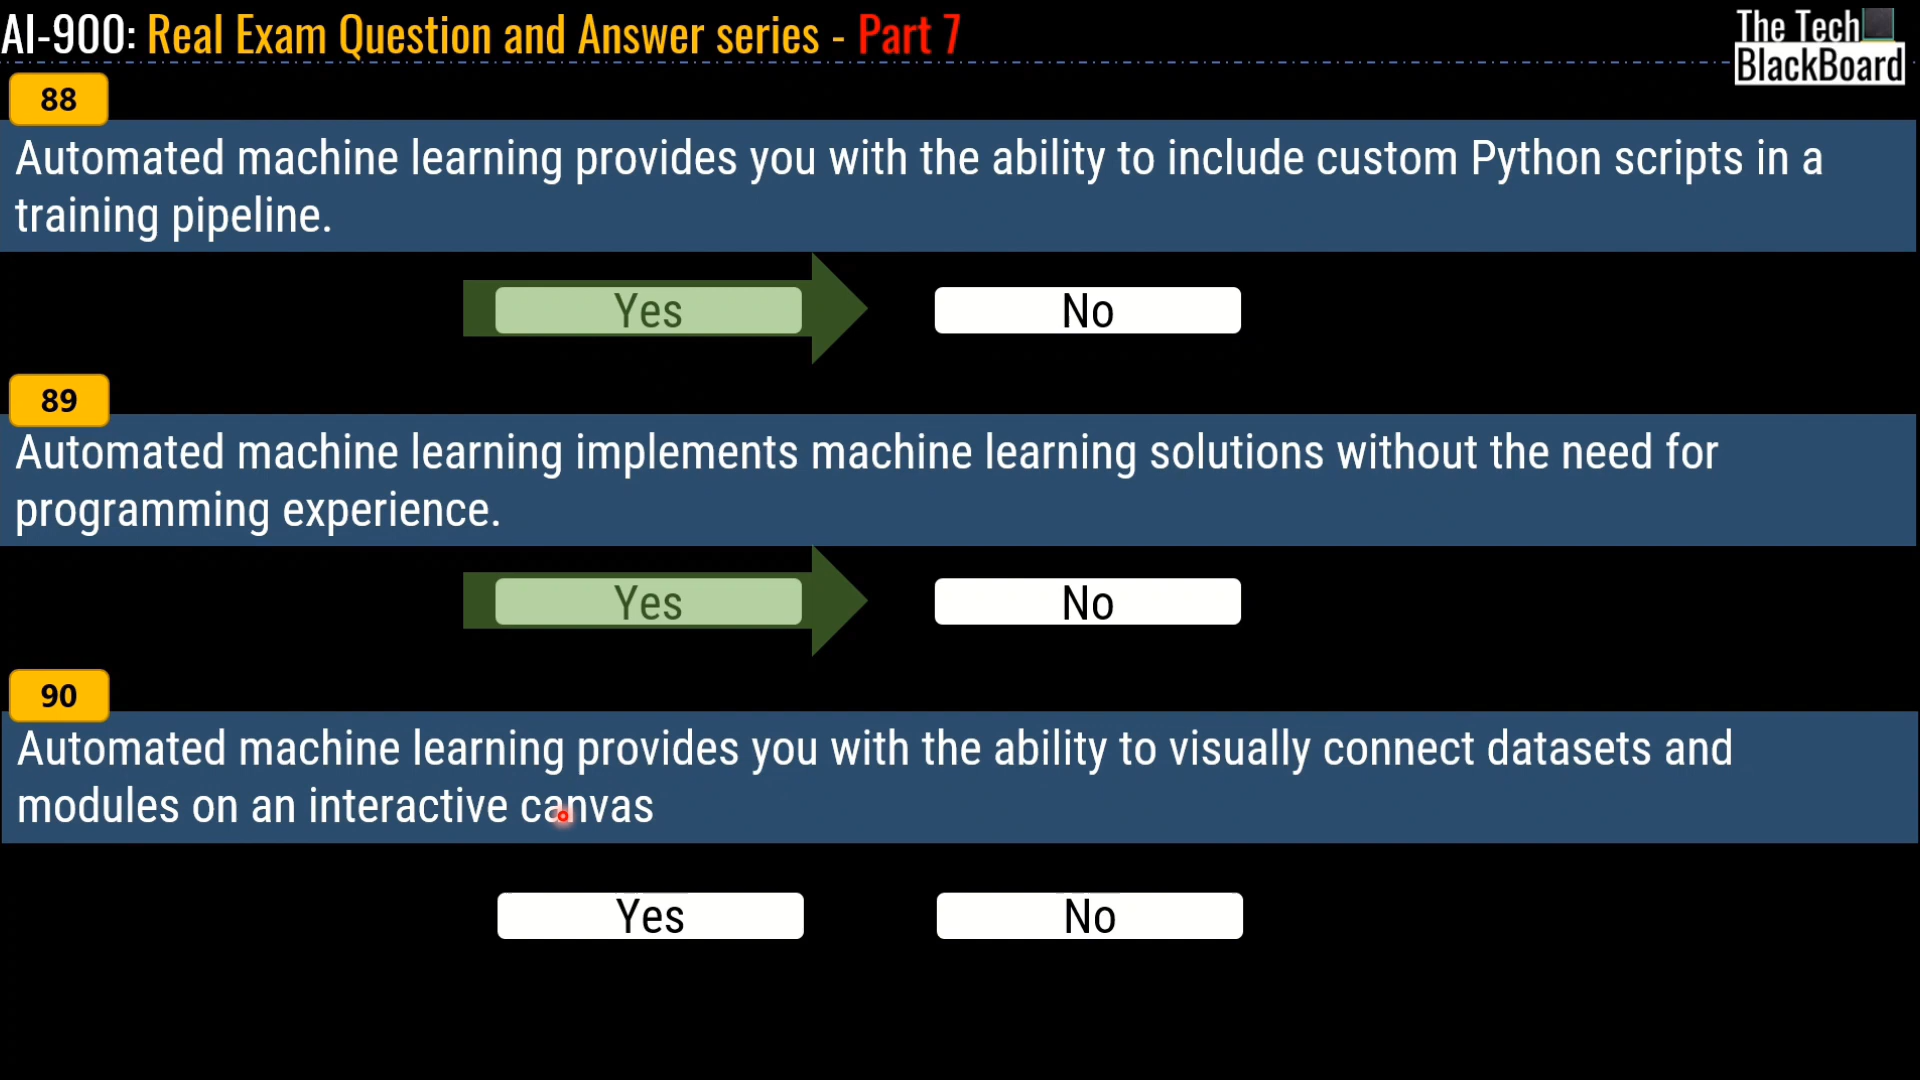 AI-900: Real Exam Question and Answer series - Part 7
The Tech
BlackBoard
88
Automated machine learning provides you with the ability to include custom Python scripts in a
training pipeline.
Yes
No
89
Automated machine learning implements machine learning solutions without the need for
programming experience.
Yes
No
90
Automated machine learning provides you with the ability to visually connect datasets and
modules on an interactive canvas
Yes
No